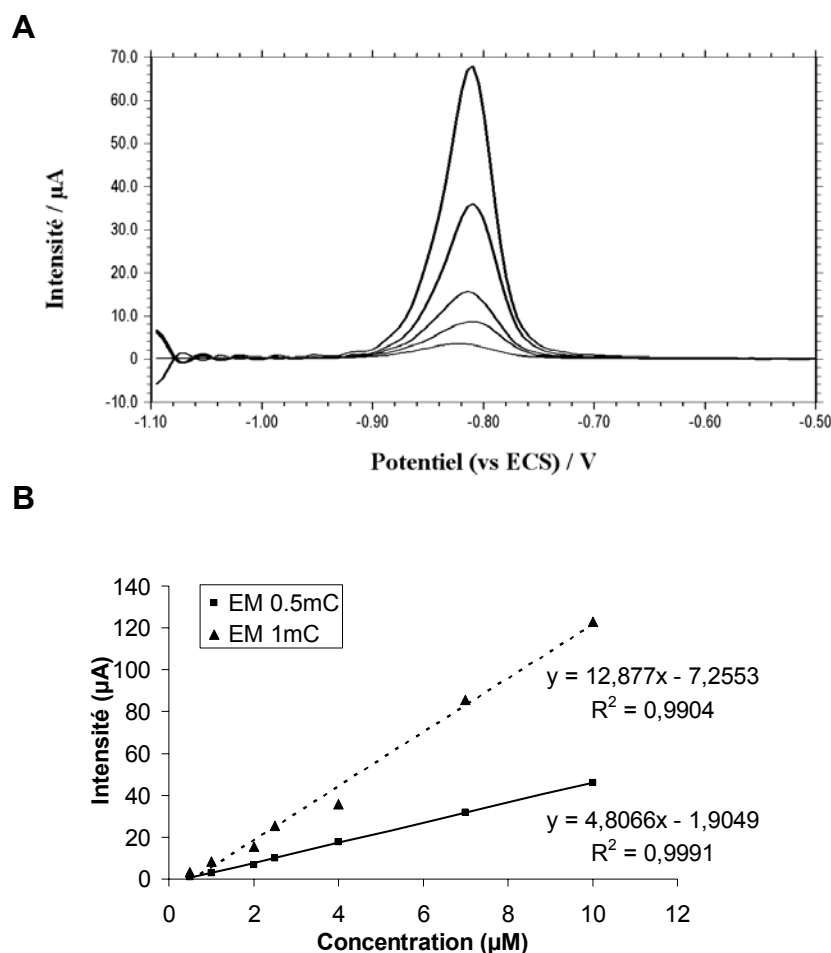 A
70.0
60.0
50.0
40.0
30.0
20.0
10.0
0
-10.0
-1.10 -1.00 -0.90 -0.80 -0.70 -0.60 -0.50
Intensité / µA
Potentiel (vs ECS) / V
B
140
120
100
80
60
40
20
0
0 2 4 6 8 10 12
Intensité (µA)
Concentration (µM)
EM 0.5mC
EM 1mC
y = 12,877x - 7,2553
R² = 0,9904
y = 4,8066x - 1,9049
R² = 0,9991